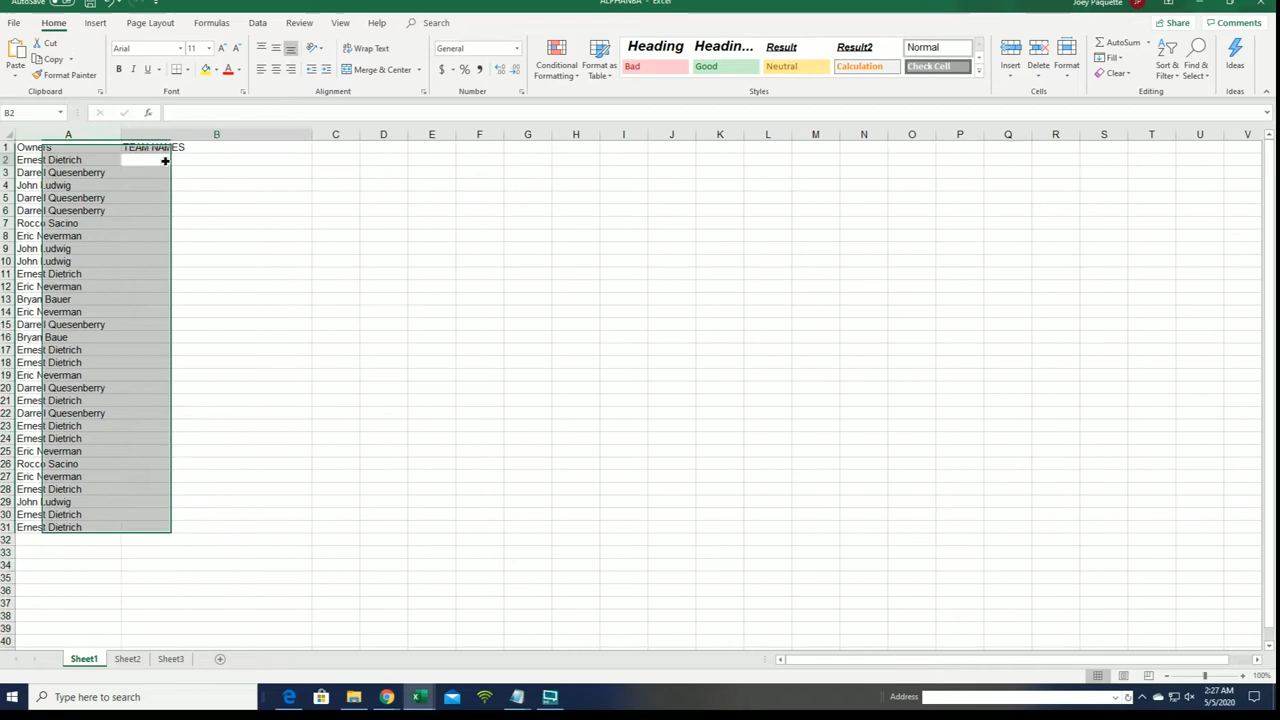 AutoSave
ALPHANBA - Excel
Joey Paquette JP
File Home Insert Page Layout Formulas Data Review View Help Search Share Comments
Paste Cut Copy Format Painter
Arial 11
B I U
Wrap Text
Merge & Center
General
$ % ,
Conditional Formatting Format as Table
Heading Headin... Result Result2 Normal
Bad Good Neutral Calculation Check Cell
Insert Delete Format
AutoSum Fill Clear
Sort & Filter Find & Select
Ideas
Clipboard Font Alignment Number Styles Cells Editing Ideas
B2
A B C D E F G H I J K L M N O P Q R S T U V
1 Owners TEAM NAMES
2 Ernest Dietrich
3 Darrell Quesenberry
4 John Ludwig
5 Darrell Quesenberry
6 Darrell Quesenberry
7 Rocco Sacino
8 Eric Neverman
9 John Ludwig
10 John Ludwig
11 Ernest Dietrich
12 Eric Neverman
13 Bryan Bauer
14 Eric Neverman
15 Darrell Quesenberry
16 Bryan Baue
17 Ernest Dietrich
18 Ernest Dietrich
19 Eric Neverman
20 Darrell Quesenberry
21 Ernest Dietrich
22 Darrell Quesenberry
23 Ernest Dietrich
24 Ernest Dietrich
25 Eric Neverman
26 Rocco Sacino
27 Eric Neverman
28 Ernest Dietrich
29 John Ludwig
30 Ernest Dietrich
31 Ernest Dietrich
32
33
34
35
36
37
38
39
40
Sheet1 Sheet2 Sheet3
100%
Type here to search
Address
2:27 AM
5/5/2020